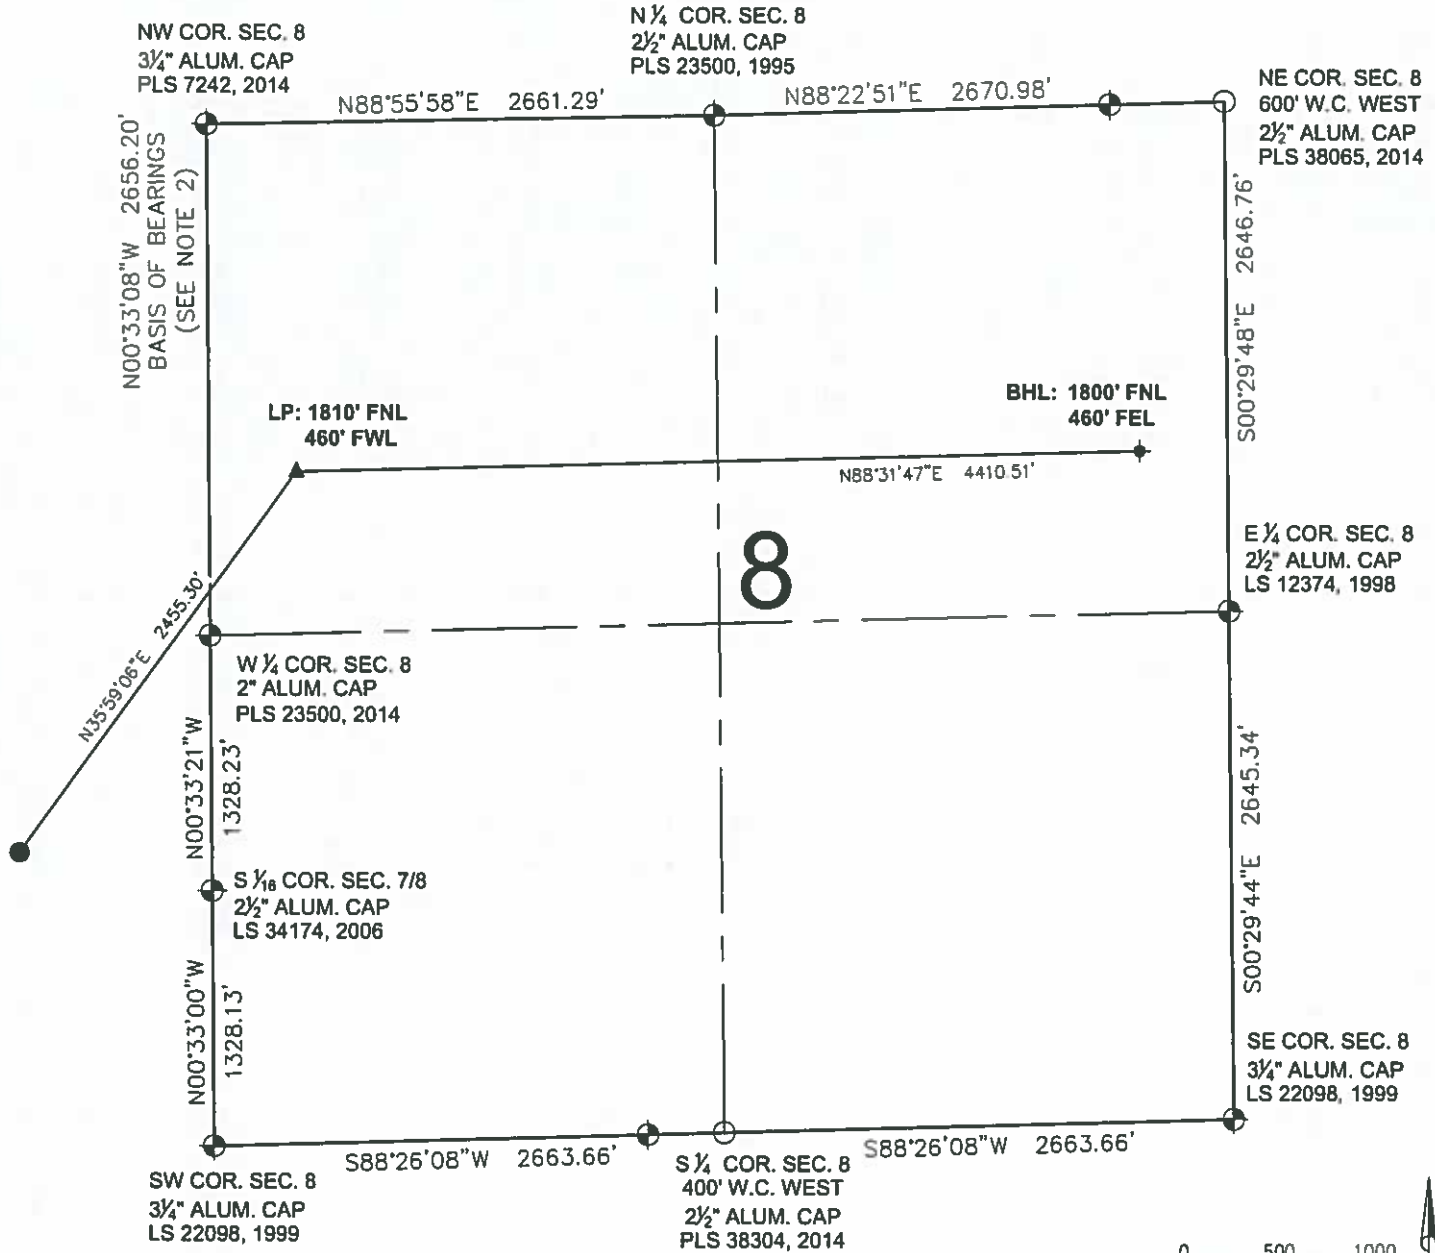 NW COR. SEC. 8
3¼" ALUM. CAP
PLS 7242, 2014
N ¼ COR. SEC. 8
2½" ALUM. CAP
PLS 23500, 1995
NE COR. SEC. 8
600' W.C. WEST
2½" ALUM. CAP
PLS 38065, 2014
N88°55'58"E 2661.29'
N88°22'51"E 2670.98'
N00°33'08"W 2656.20'
BASIS OF BEARINGS
(SEE NOTE 2)
S00°29'48"E 2646.76'
LP: 1810' FNL
460' FWL
BHL: 1800' FNL
460' FEL
N88°31'47"E 4410.51'
8
E ¼ COR. SEC. 8
2½" ALUM. CAP
LS 12374, 1998
N35°59'06"E 2455.30'
W ¼ COR. SEC. 8
2" ALUM. CAP
PLS 23500, 2014
N00°33'21"W
1328.23'
S00°29'44"E 2645.34'
S 1/16 COR. SEC. 7/8
2½" ALUM. CAP
LS 34174, 2006
N00°33'00"W
1328.13'
SE COR. SEC. 8
3¼" ALUM. CAP
LS 22098, 1999
S88°26'08"W 2663.66'
S88°26'08"W 2663.66'
SW COR. SEC. 8
3¼" ALUM. CAP
LS 22098, 1999
S ¼ COR. SEC. 8
400' W.C. WEST
2½" ALUM. CAP
PLS 38304, 2014
0 500 1000